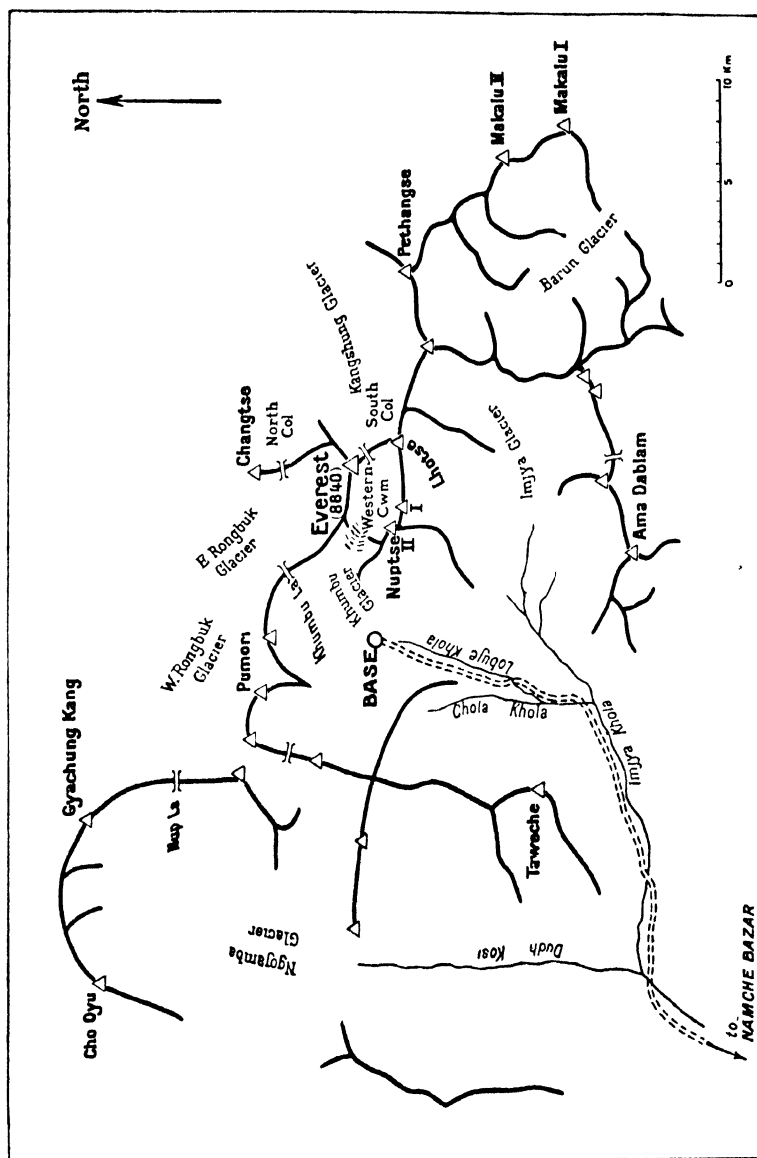 North
Gyachung Kang
Cho Oyu
Nup La
W. Rongbuk
Glacier
E Rongbuk
Glacier
Changtse
North
Col
Pumori
Khumbu La
Everest
(8840)
Kangshung Glacier
South
Col
Western
Cwm
Khumbu
Glacier
Nuptse
II
I
Lhotse
Pethangse
Makalu II
Makalu I
Barun Glacier
Imjya Glacier
Ama Dablam
Ngojamba
Glacier
BASE
Lobuje Khola
Chola Khola
Imjya Khola
Taweche
Dudh Kosi
to
NAMCHE BAZAR
0 5 10 Km